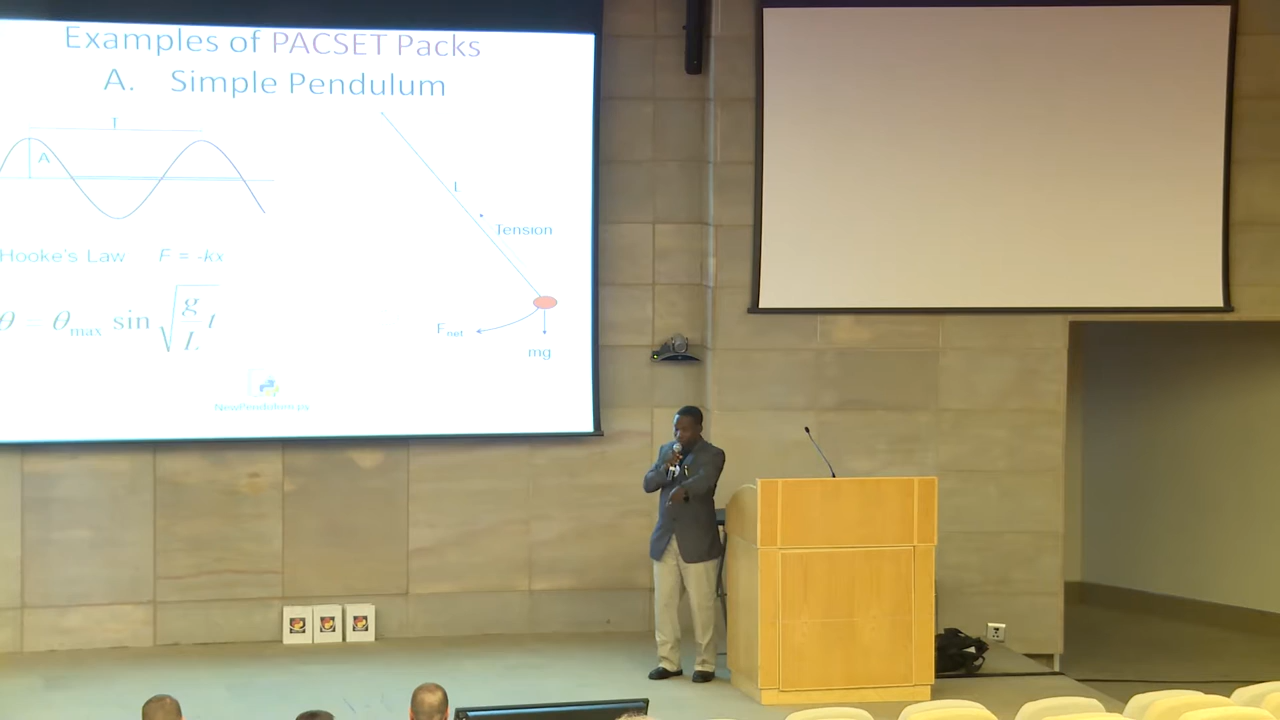 Examples of PACSET Packs
A. Simple Pendulum
T
A
L
Tension
Hooke's Law F = -kx
θ = θmax sin √(g/L) t
Fnet
mg
NewPendulum.py